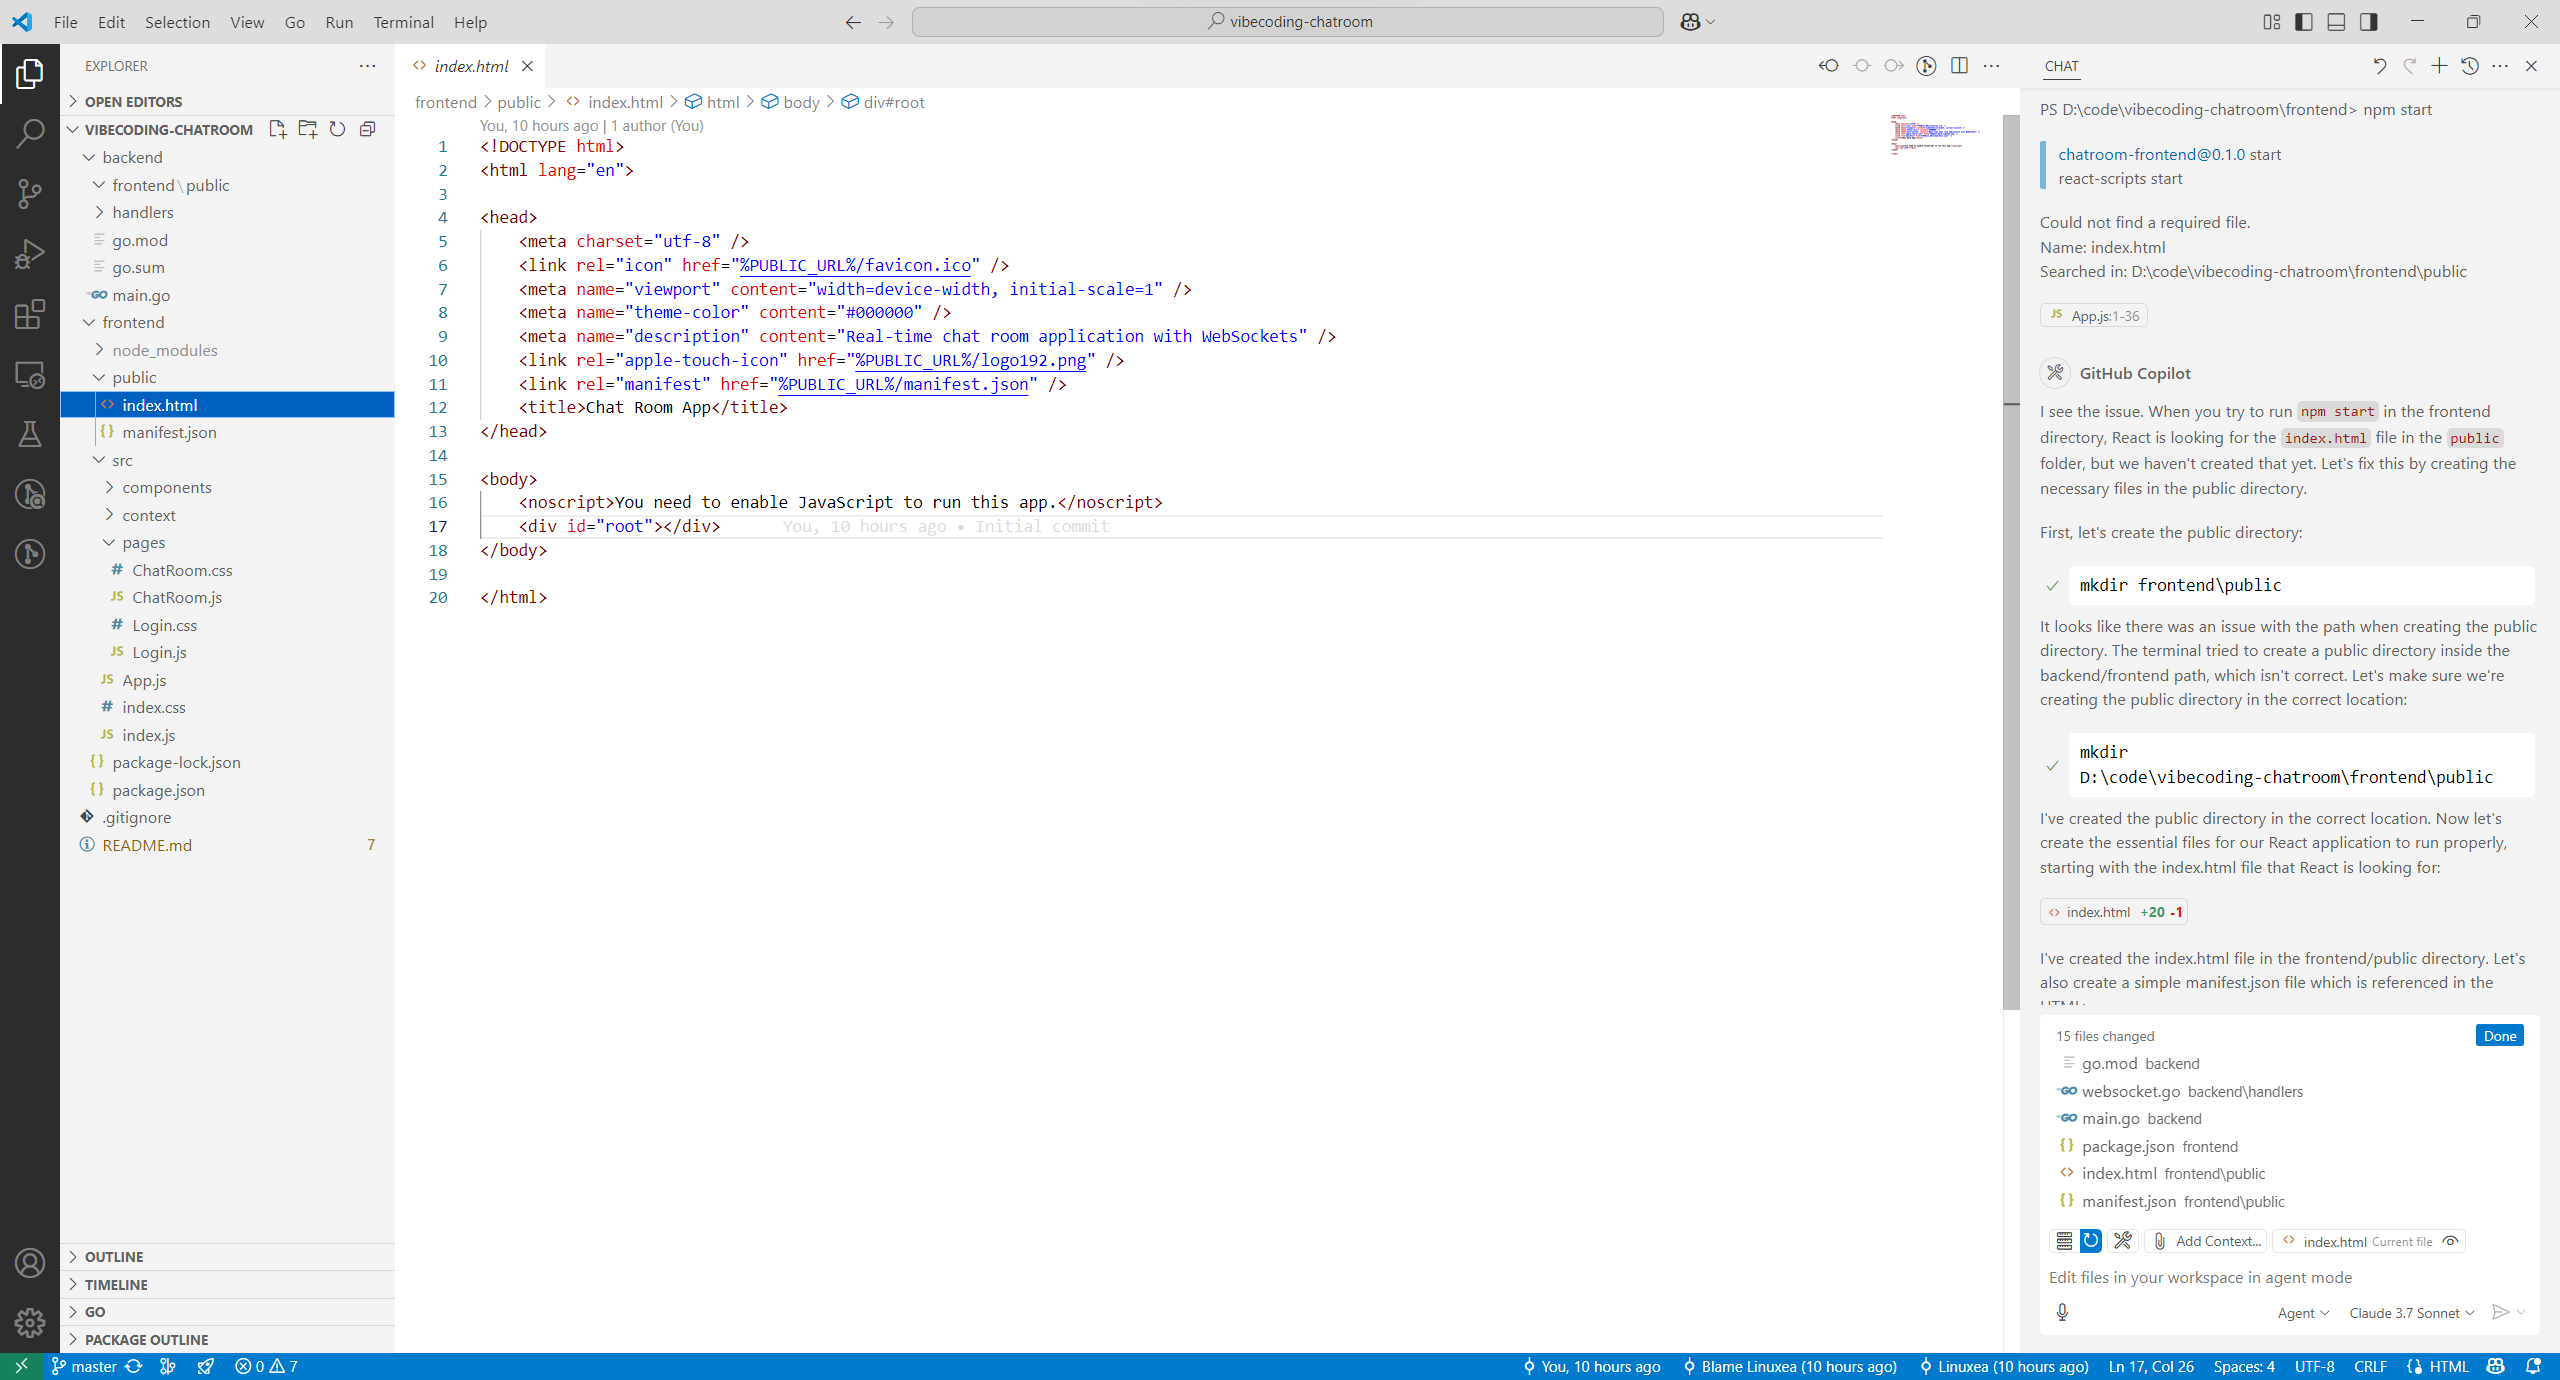 File Edit Selection View Go Run Terminal Help
vibecoding-chatroom
EXPLORER
OPEN EDITORS
VIBECODING-CHATROOM
backend
frontend\public
handlers
go.mod
go.sum
main.go
frontend
node_modules
public
index.html
manifest.json
src
components
context
pages
ChatRoom.css
ChatRoom.js
Login.css
Login.js
App.js
index.css
index.js
package-lock.json
package.json
.gitignore
README.md 7
OUTLINE
TIMELINE
GO
PACKAGE OUTLINE
index.html
frontend > public > index.html > html > body > div#root
You, 10 hours ago | 1 author (You)
1 <!DOCTYPE html>
2 <html lang="en">
3
4 <head>
5 <meta charset="utf-8" />
6 <link rel="icon" href="%PUBLIC_URL%/favicon.ico" />
7 <meta name="viewport" content="width=device-width, initial-scale=1" />
8 <meta name="theme-color" content="#000000" />
9 <meta name="description" content="Real-time chat room application with WebSockets" />
10 <link rel="apple-touch-icon" href="%PUBLIC_URL%/logo192.png" />
11 <link rel="manifest" href="%PUBLIC_URL%/manifest.json" />
12 <title>Chat Room App</title>
13 </head>
14
15 <body>
16 <noscript>You need to enable JavaScript to run this app.</noscript>
17 <div id="root"></div> You, 10 hours ago • Initial commit
18 </body>
19
20 </html>
CHAT
PS D:\code\vibecoding-chatroom\frontend> npm start
chatroom-frontend@0.1.0 start
react-scripts start
Could not find a required file.
Name: index.html
Searched in: D:\code\vibecoding-chatroom\frontend\public
JS App.js:1-36
GitHub Copilot
I see the issue. When you try to run npm start in the frontend
directory, React is looking for the index.html file in the public
folder, but we haven't created that yet. Let's fix this by creating the
necessary files in the public directory.
First, let's create the public directory:
mkdir frontend\public
It looks like there was an issue with the path when creating the public
directory. The terminal tried to create a public directory inside the
backend/frontend path, which isn't correct. Let's make sure we're
creating the public directory in the correct location:
mkdir
D:\code\vibecoding-chatroom\frontend\public
I've created the public directory in the correct location. Now let's
create the essential files for our React application to run properly,
starting with the index.html file that React is looking for:
index.html +20 -1
I've created the index.html file in the frontend/public directory. Let's
also create a simple manifest.json file which is referenced in the
15 files changed
Done
go.mod backend
websocket.go backend\handlers
main.go backend
package.json frontend
index.html frontend\public
manifest.json frontend\public
Add Context... index.html Current file
Edit files in your workspace in agent mode
Agent Claude 3.7 Sonnet
master 0 7 You, 10 hours ago Blame Linuxea (10 hours ago) Linuxea (10 hours ago) Ln 17, Col 26 Spaces: 4 UTF-8 CRLF HTML